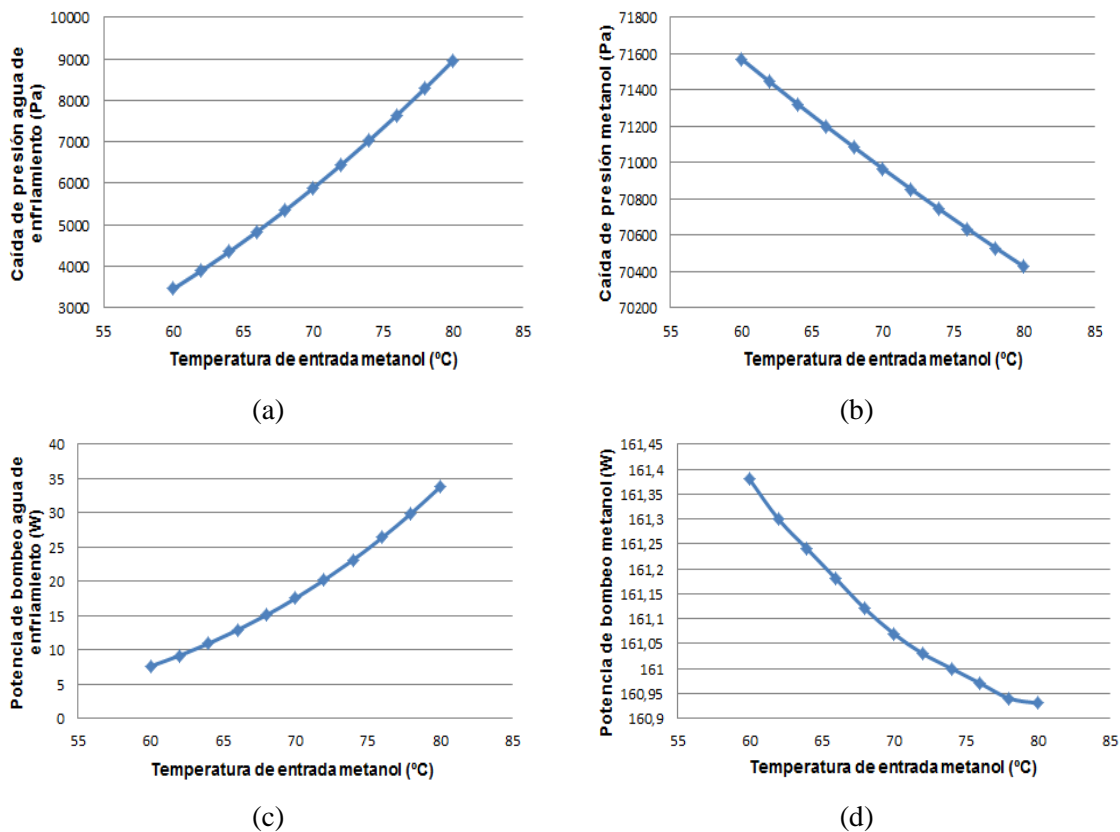 Caída de presión agua de
enfriamiento (Pa)
10000
9000
8000
7000
6000
5000
4000
3000
55 60 65 70 75 80 85
Temperatura de entrada metanol (ºC)
(a)
Caída de presión metanol (Pa)
71800
71600
71400
71200
71000
70800
70600
70400
70200
55 60 65 70 75 80 85
Temperatura de entrada metanol (ºC)
(b)
Potencia de bombeo agua de
enfriamiento (W)
40
35
30
25
20
15
10
5
0
55 60 65 70 75 80 85
Temperatura de entrada metanol (ºC)
(c)
Potencia de bombeo metanol (W)
161,45
161,4
161,35
161,3
161,25
161,2
161,15
161,1
161,05
161
160,95
160,9
55 60 65 70 75 80 85
Temperatura de entrada metanol (ºC)
(d)